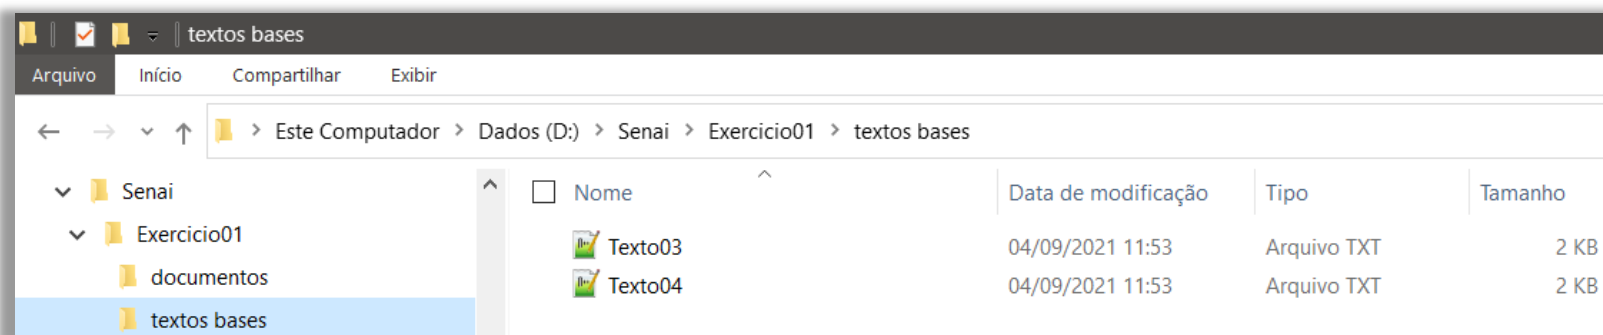 textos bases
Arquivo Início Compartilhar Exibir
Este Computador > Dados (D:) > Senai > Exercicio01 > textos bases
Senai
Exercicio01
documentos
textos bases
Nome Data de modificação Tipo Tamanho
Texto03 04/09/2021 11:53 Arquivo TXT 2 KB
Texto04 04/09/2021 11:53 Arquivo TXT 2 KB